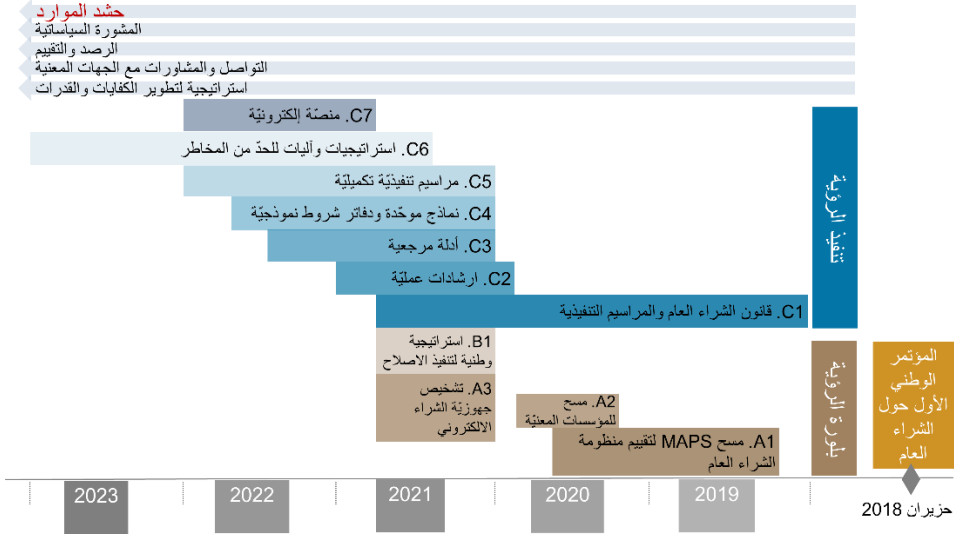 حشد الموارد
المشورة السياساتية
الرصد والتقييم
التواصل والمشاورات مع الجهات المعنية
استراتيجية لتطوير الكفايات والقدرات
C7. منصّة إلكترونيّة
C6. استراتيجيات وآليات للحدّ من المخاطر
C5. مراسيم تنفيذيّة تكميليّة
C4. نماذج موحّدة ودفاتر شروط نموذجيّة
C3. أدلة مرجعية
C2. ارشادات عمليّة
C1. قانون الشراء العام والمراسيم التنفيذية
تنفيذ الرؤية
B1. استراتيجية
وطنية لتنفيذ الاصلاح
A3. تشخيص
جهوزيّة الشراء
الالكتروني
A2. مسح
للمؤسسات المعنيّة
A1. مسح MAPS لتقييم منظومة
الشراء العام
بلورة الرؤية
المؤتمر
الوطني
الأول حول
الشراء
العام
حزيران 2018
2019
2020
2021
2022
2023